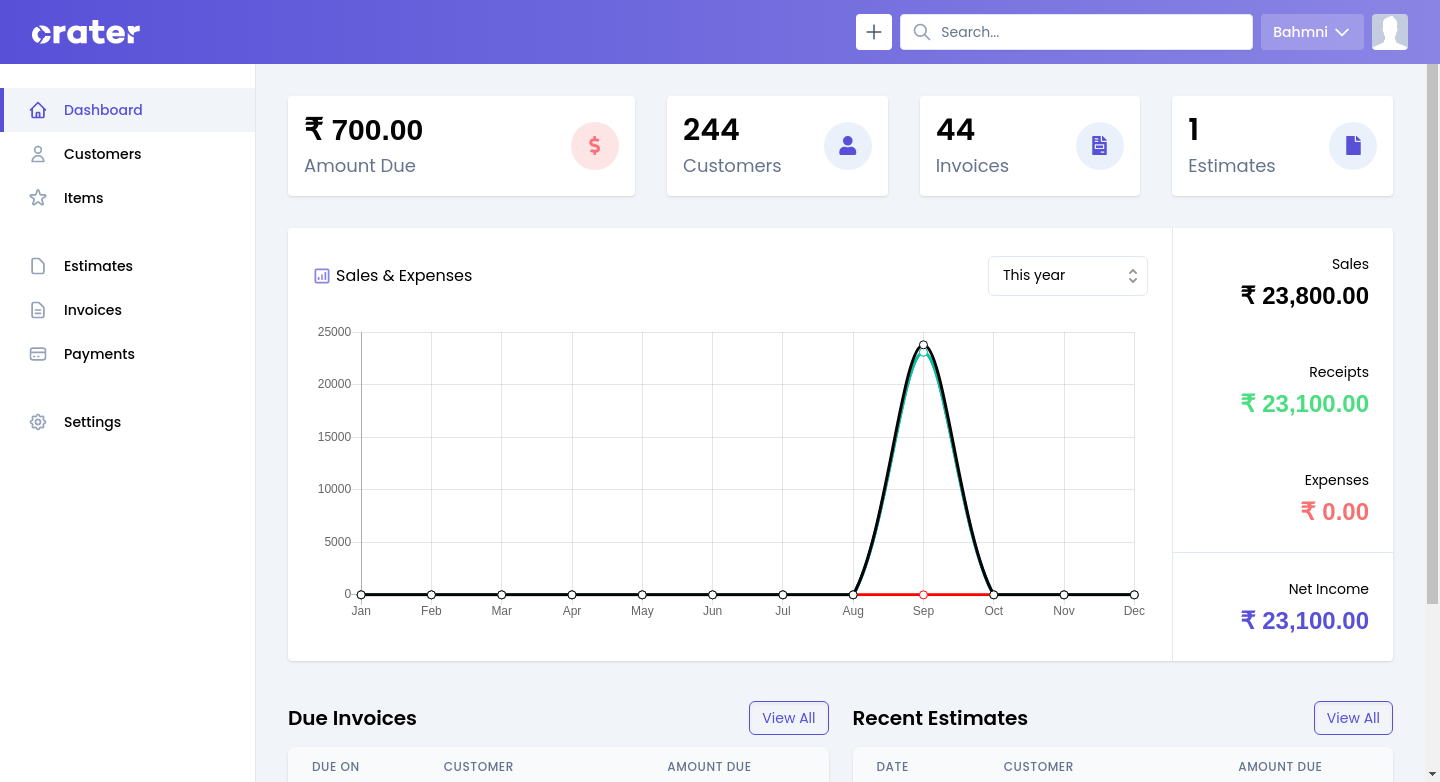 crater
Search...
Bahmni
Dashboard
Customers
Items
Estimates
Invoices
Payments
Settings
₹ 700.00
Amount Due
244
Customers
44
Invoices
1
Estimates
Sales & Expenses
This year
25000
20000
15000
10000
5000
0
Jan Feb Mar Apr May Jun Jul Aug Sep Oct Nov Dec
Sales
₹ 23,800.00
Receipts
₹ 23,100.00
Expenses
₹ 0.00
Net Income
₹ 23,100.00
Due Invoices
View All
DUE ON CUSTOMER AMOUNT DUE
Recent Estimates
View All
DATE CUSTOMER AMOUNT DUE